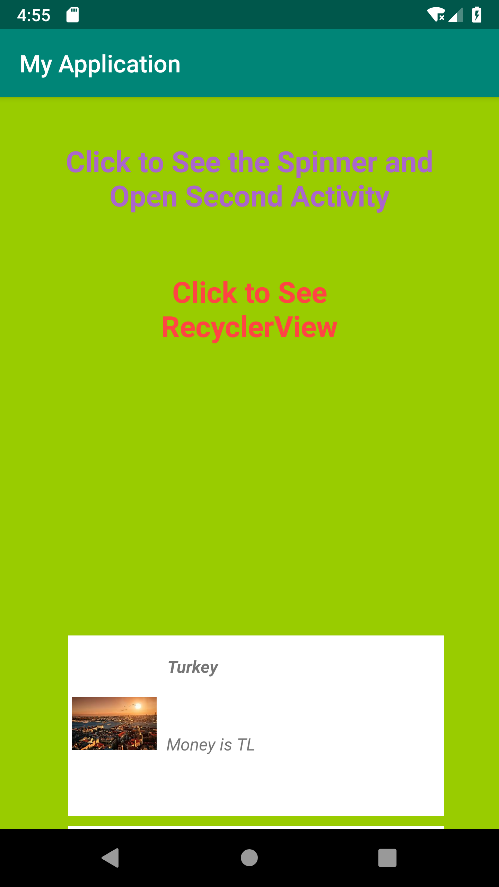 4:55
My Application
Click to See the Spinner and
Open Second Activity
Click to See
RecyclerView
Turkey
Money is TL